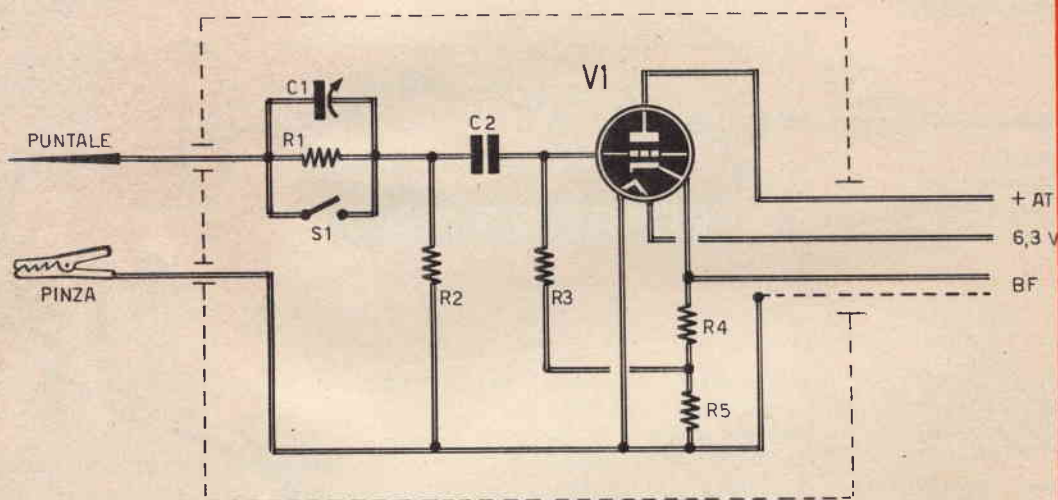 C1
V1
PUNTALE
R1
C2
S1
+ AT
6,3 V
BF
PINZA
R2
R3
R4
R5